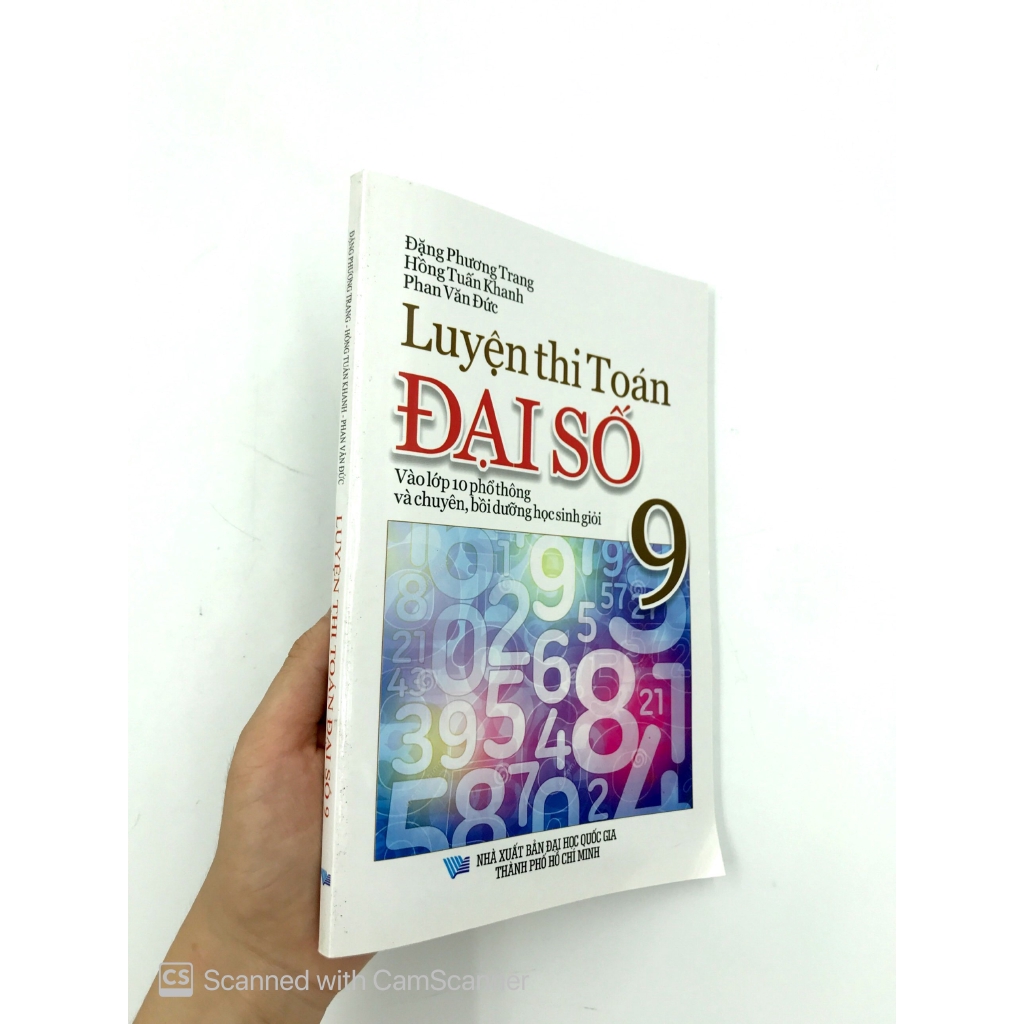 Đặng Phương Trang
Hồng Tuấn Khanh
Phan Văn Đức
Luyện thi Toán
ĐẠI SỐ
9
Vào lớp 10 phổ thông
và chuyên, bồi dưỡng học sinh giỏi
NHÀ XUẤT BẢN ĐẠI HỌC QUỐC GIA
THÀNH PHỐ HỒ CHÍ MINH
ĐẶNG PHƯƠNG TRANG - HỒNG TUẤN KHANH - PHAN VĂN ĐỨC
LUYỆN THI TOÁN ĐẠI SỐ 9
CS Scanned with CamScanner